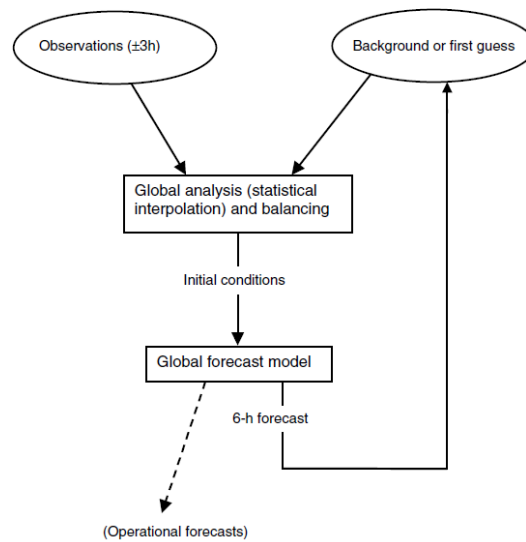 Observations (±3h)
Background or first guess
Global analysis (statistical
interpolation) and balancing
Initial conditions
Global forecast model
6-h forecast
(Operational forecasts)